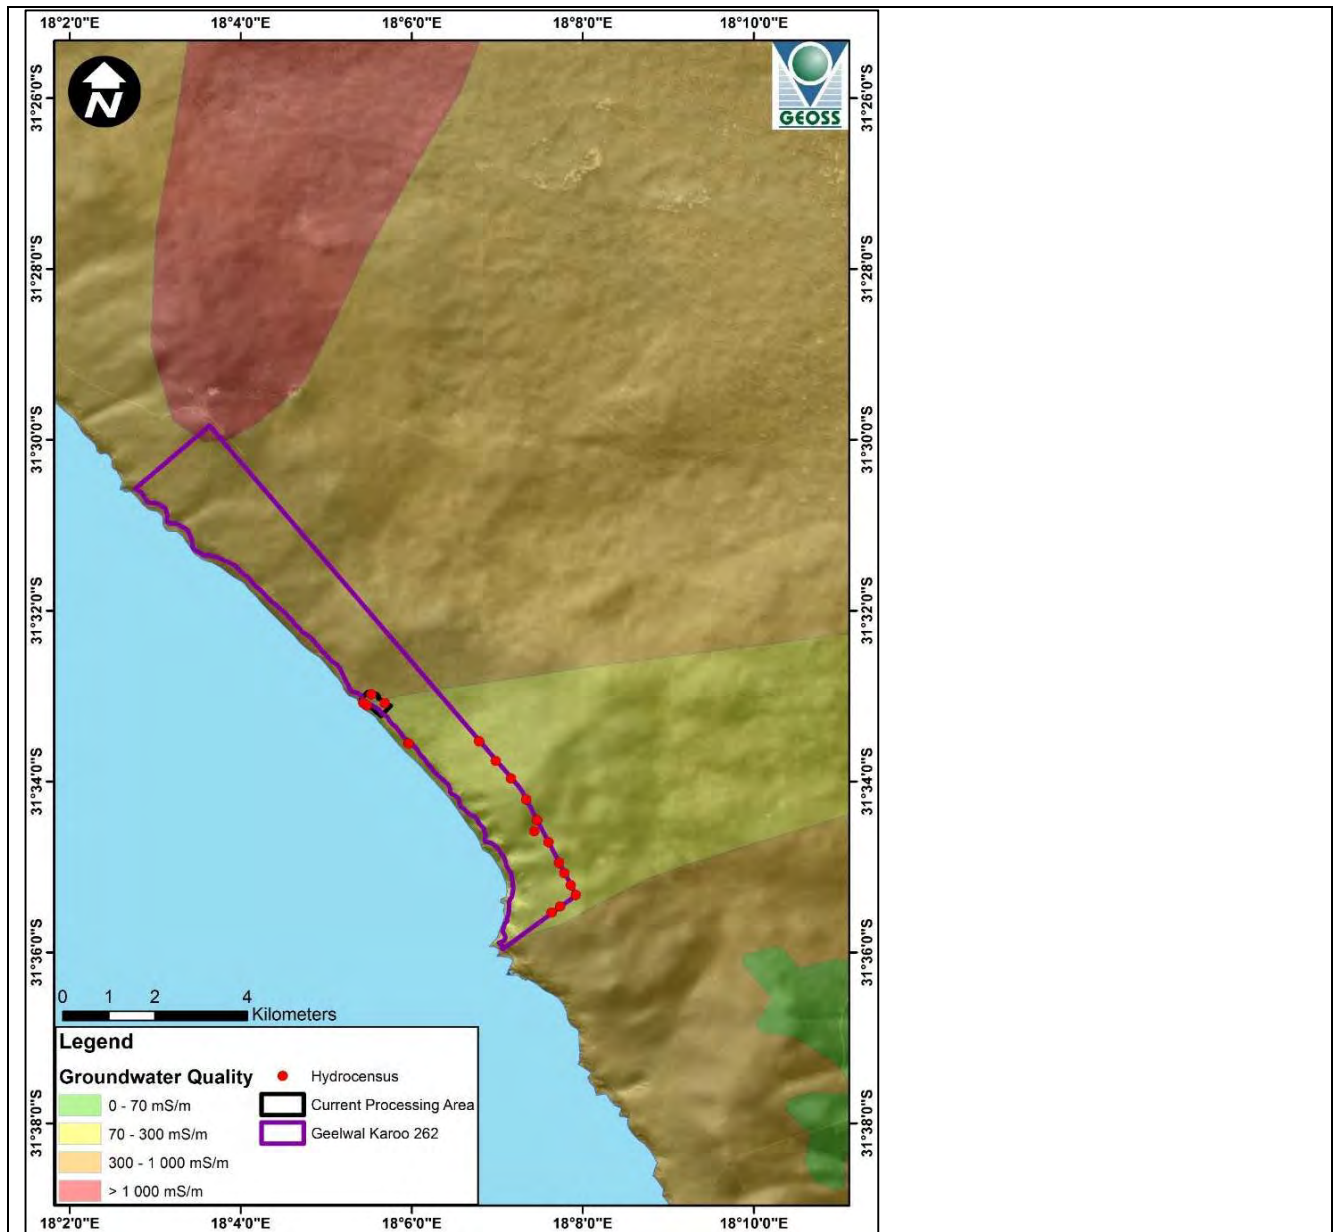 18°2'0"E 18°4'0"E 18°6'0"E 18°8'0"E 18°10'0"E
N
GEOSS
31°26'0"S 31°26'0"S
31°28'0"S 31°28'0"S
31°30'0"S 31°30'0"S
31°32'0"S 31°32'0"S
31°34'0"S 31°34'0"S
31°36'0"S 31°36'0"S
31°38'0"S 31°38'0"S
0 1 2 4
Kilometers
Legend
Groundwater Quality
0 - 70 mS/m
70 - 300 mS/m
300 - 1 000 mS/m
> 1 000 mS/m
Hydrocensus
Current Processing Area
Geelwal Karoo 262
18°2'0"E 18°4'0"E 18°6'0"E 18°8'0"E 18°10'0"E